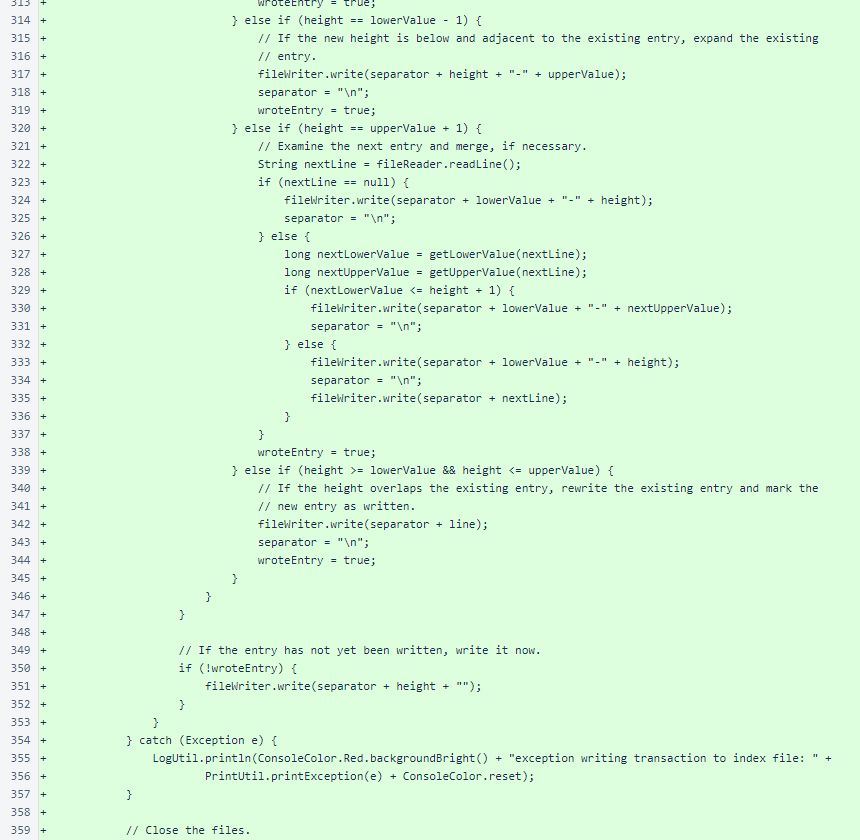 313 + wroteEntry = true;
314 + } else if (height == lowerValue - 1) {
315 + // If the new height is below and adjacent to the existing entry, expand the existing
316 + // entry.
317 + fileWriter.write(separator + height + "-" + upperValue);
318 + separator = "\n";
319 + wroteEntry = true;
320 + } else if (height == upperValue + 1) {
321 + // Examine the next entry and merge, if necessary.
322 + String nextLine = fileReader.readLine();
323 + if (nextLine == null) {
324 + fileWriter.write(separator + lowerValue + "-" + height);
325 + separator = "\n";
326 + } else {
327 + long nextLowerValue = getLowerValue(nextLine);
328 + long nextUpperValue = getUpperValue(nextLine);
329 + if (nextLowerValue <= height + 1) {
330 + fileWriter.write(separator + lowerValue + "-" + nextUpperValue);
331 + separator = "\n";
332 + } else {
333 + fileWriter.write(separator + lowerValue + "-" + height);
334 + separator = "\n";
335 + fileWriter.write(separator + nextLine);
336 + }
337 + }
338 + wroteEntry = true;
339 + } else if (height >= lowerValue && height <= upperValue) {
340 + // If the height overlaps the existing entry, rewrite the existing entry and mark the
341 + // new entry as written.
342 + fileWriter.write(separator + line);
343 + separator = "\n";
344 + wroteEntry = true;
345 + }
346 + }
347 + }
348 +
349 + // If the entry has not yet been written, write it now.
350 + if (!wroteEntry) {
351 + fileWriter.write(separator + height + "");
352 + }
353 + }
354 + } catch (Exception e) {
355 + LogUtil.println(ConsoleColor.Red.backgroundBright() + "exception writing transaction to index file: " +
356 + PrintUtil.printException(e) + ConsoleColor.reset);
357 + }
358 +
359 + // Close the files.